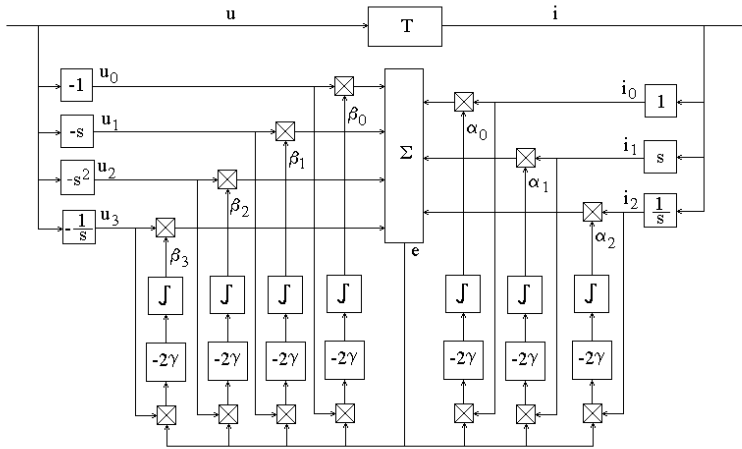 u T i
-1 u₀ β₀ α₀ i₀ 1
-s u₁ β₁ Σ α₁ i₁ s
-s² u₂ β₂ α₂ i₂ 1/s
-1/s u₃ β₃ e
∫ ∫ ∫ ∫ ∫ ∫ ∫
-2γ -2γ -2γ -2γ -2γ -2γ -2γ